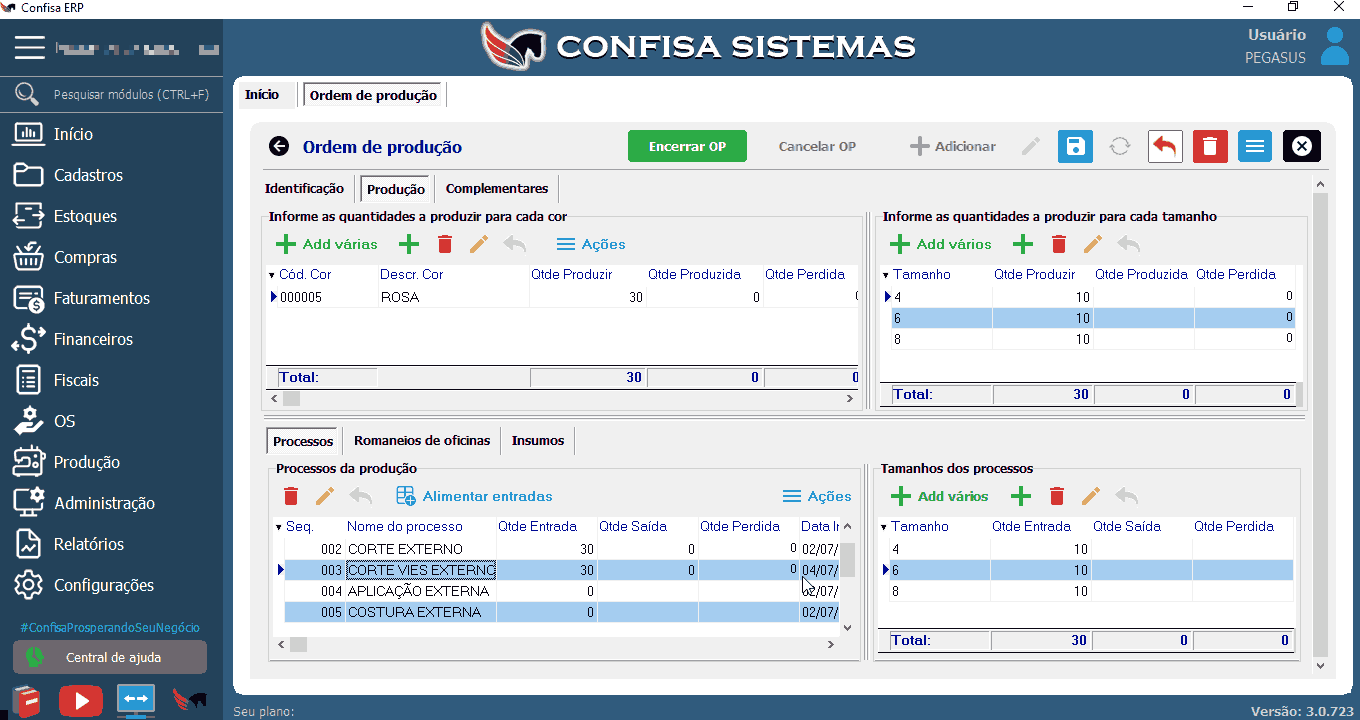 Confisa ERP
CONFISA SISTEMAS
Usuário
PEGASUS
Pesquisar módulos (CTRL+F)
Início
Cadastros
Estoques
Compras
Faturamentos
Financeiros
Fiscais
OS
Produção
Administração
Relatórios
Configurações
#ConfisaProsperandoSeuNegócio
Central de ajuda
Início Ordem de produção
Ordem de produção Encerrar OP Cancelar OP Adicionar
Identificação Produção Complementares
Informe as quantidades a produzir para cada cor
Add várias Ações
Cód. Cor Descr. Cor Qtde Produzir Qtde Produzida Qtde Perdida
000005 ROSA 30 0 0
Total: 30 0 0
Informe as quantidades a produzir para cada tamanho
Add vários
Tamanho Qtde Produzir Qtde Produzida Qtde Perdida
4 10 0
6 10 0
8 10 0
Total: 30 0 0
Processos Romaneios de oficinas Insumos
Processos da produção
Alimentar entradas Ações
Seq. Nome do processo Qtde Entrada Qtde Saída Qtde Perdida Data
002 CORTE EXTERNO 30 0 0 02/07/
003 CORTE VIES EXTERNO 30 0 0 04/07/
004 APLICAÇÃO EXTERNA 0 02/07/
005 COSTURA EXTERNA 0 02/07/
Tamanhos dos processos
Add vários
Tamanho Qtde Entrada Qtde Saída Qtde Perdida
4 10
6 10
8 10
Total: 30 0 0
Seu plano:
Versão: 3.0.723